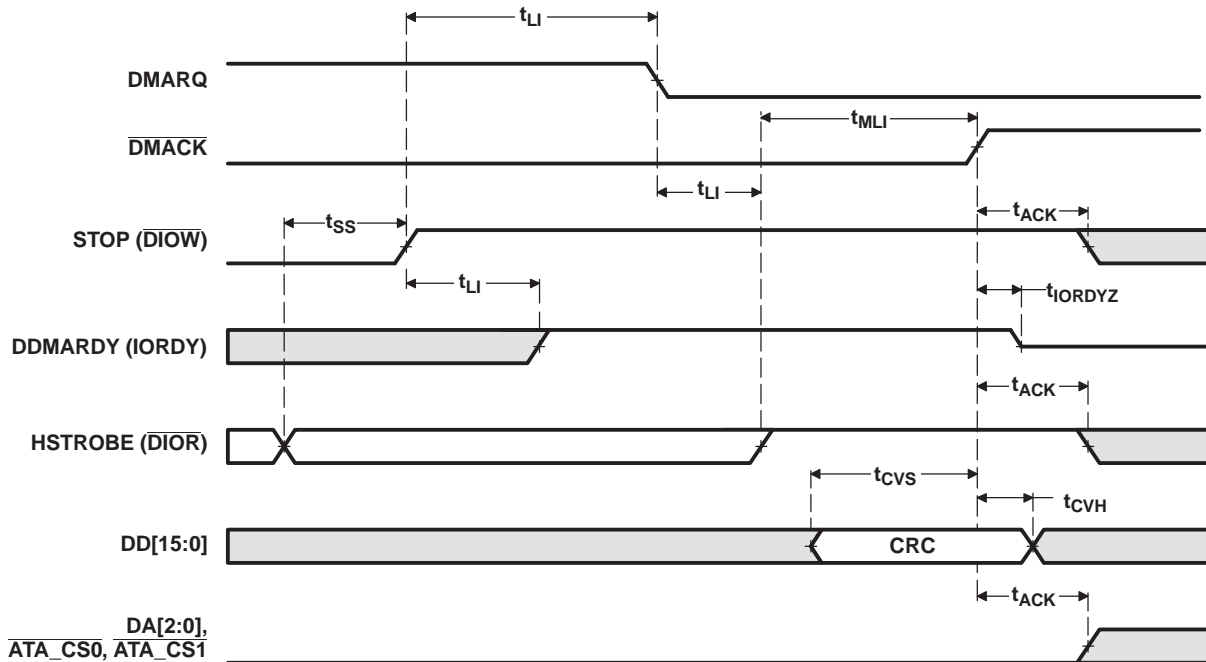 tLI
DMARQ
tMLI
DMACK
tLI
tSS
tACK
STOP (DIOW)
tLI
tIORDYZ
DDMARDY (IORDY)
tACK
HSTROBE (DIOR)
tCVS
tCVH
DD[15:0]
CRC
tACK
DA[2:0],
ATA_CS0, ATA_CS1